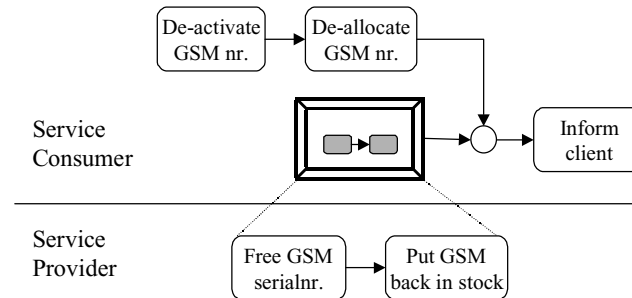 De-activate
GSM nr.
De-allocate
GSM nr.
Service
Consumer
Inform
client
Service
Provider
Free GSM
serialnr.
Put GSM
back in stock